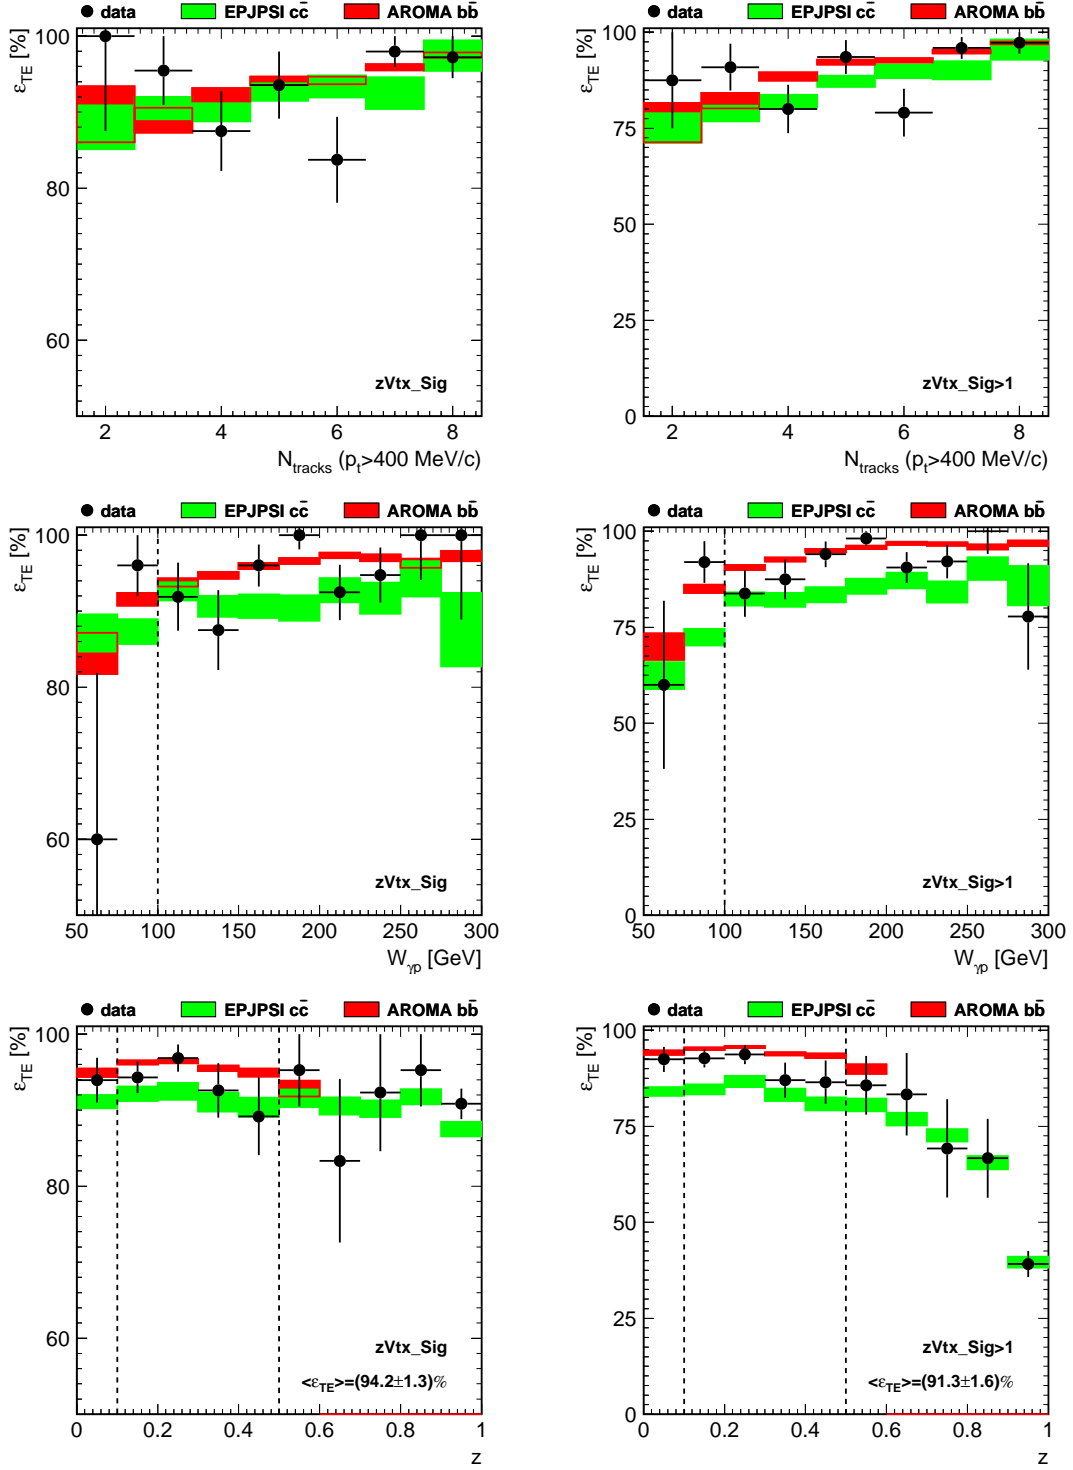 data EPJPSI cc̄ AROMA bb̄
ε_TE [%]
100
80
60
zVtx_Sig
2 4 6 8
N_tracks (p_t>400 MeV/c)
data EPJPSI cc̄ AROMA bb̄
ε_TE [%]
100
75
50
25
0
zVtx_Sig>1
2 4 6 8
N_tracks (p_t>400 MeV/c)
data EPJPSI cc̄ AROMA bb̄
ε_TE [%]
100
80
60
zVtx_Sig
50 100 150 200 250 300
W_γp [GeV]
data EPJPSI cc̄ AROMA bb̄
ε_TE [%]
100
75
50
25
0
zVtx_Sig>1
50 100 150 200 250 300
W_γp [GeV]
data EPJPSI cc̄ AROMA bb̄
ε_TE [%]
100
80
60
zVtx_Sig
<ε_TE>=(94.2±1.3)%
0 0.2 0.4 0.6 0.8 1
z
data EPJPSI cc̄ AROMA bb̄
ε_TE [%]
100
75
50
25
0
zVtx_Sig>1
<ε_TE>=(91.3±1.6)%
0 0.2 0.4 0.6 0.8 1
z